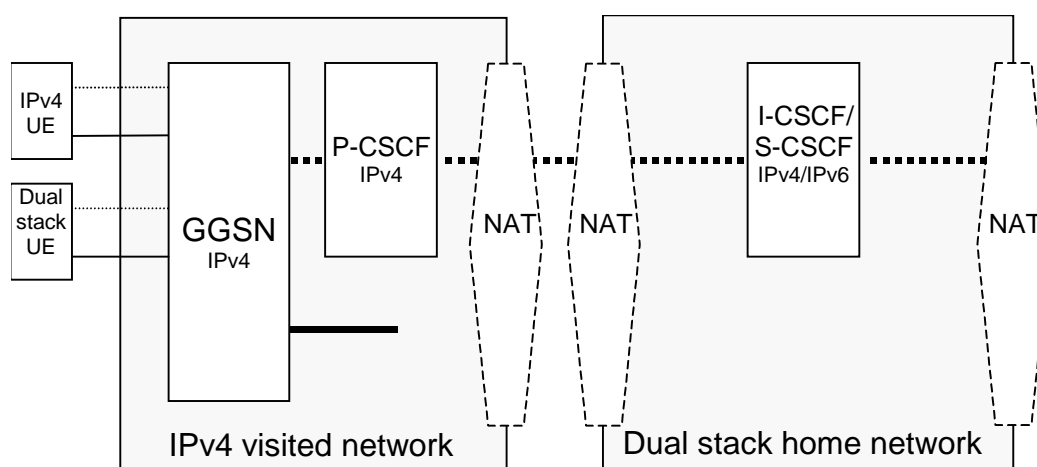 IPv4
UE
Dual
stack
UE
GGSN
IPv4
P-CSCF
IPv4
NAT
NAT
I-CSCF/
S-CSCF
IPv4/IPv6
NAT
IPv4 visited network
Dual stack home network